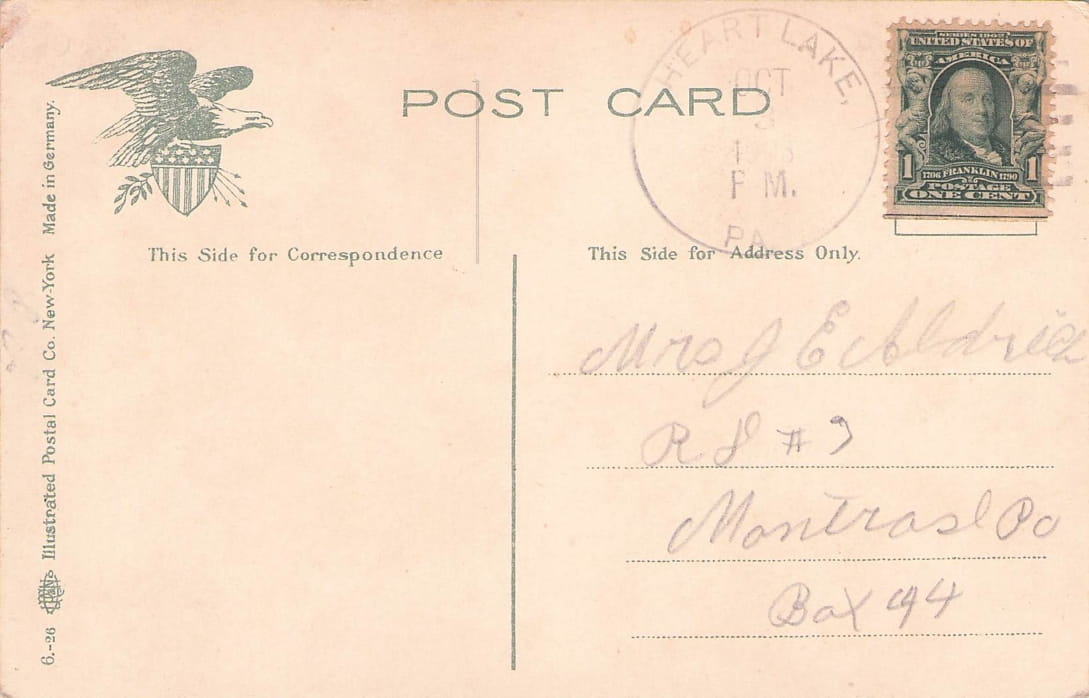 POST CARD
HEART LAKE,
OCT
3
P M.
PA.
SERIES 1902
UNITED STATES OF
AMERICA
1 1706 FRANKLIN 1790 1
POSTAGE
ONE CENT
This Side for Correspondence
This Side for Address Only.
Mrs J E Aldrich
R D #
Montrose Pa
Box 44
6.-26 Illustrated Postal Card Co. New-York Made in Germany.